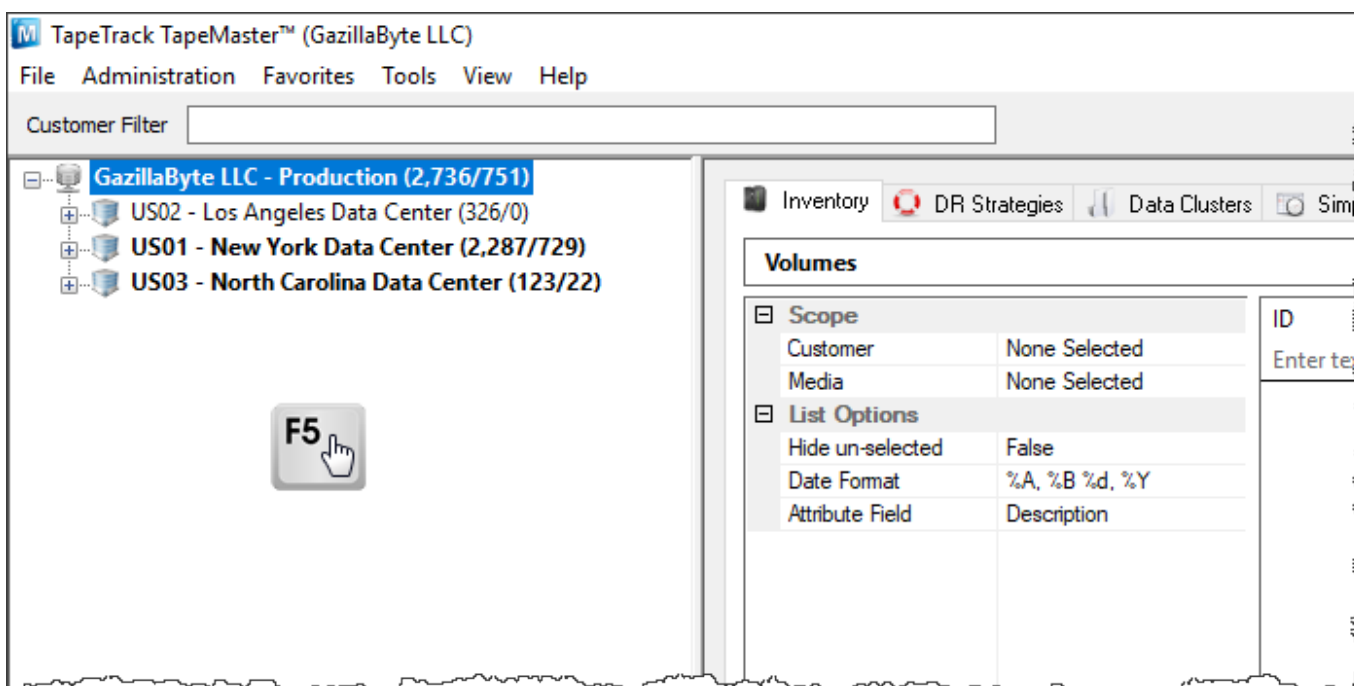 TapeTrack TapeMaster™ (GazillaByte LLC)
File Administration Favorites Tools View Help
Customer Filter
GazillaByte LLC - Production (2,736/751)
US02 - Los Angeles Data Center (326/0)
US01 - New York Data Center (2,287/729)
US03 - North Carolina Data Center (123/22)
F5
Inventory DR Strategies Data Clusters
Volumes
Scope
Customer None Selected
Media None Selected
List Options
Hide un-selected False
Date Format %A, %B %d, %Y
Attribute Field Description
ID
Enter